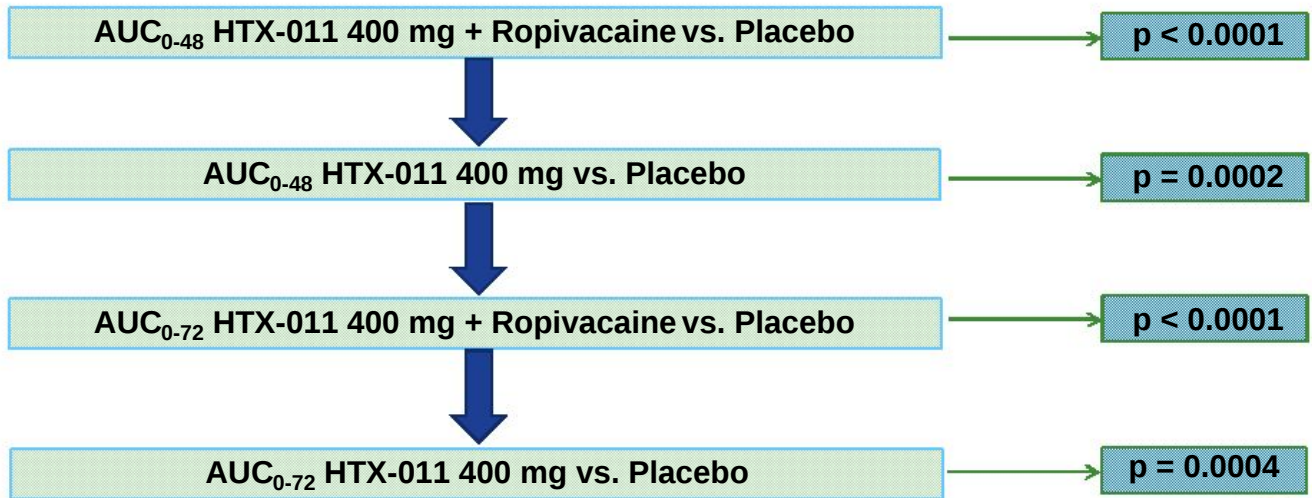 AUC0-48 HTX-011 400 mg + Ropivacaine vs. Placebo
p < 0.0001
AUC0-48 HTX-011 400 mg vs. Placebo
p = 0.0002
AUC0-72 HTX-011 400 mg + Ropivacaine vs. Placebo
p < 0.0001
AUC0-72 HTX-011 400 mg vs. Placebo
p = 0.0004